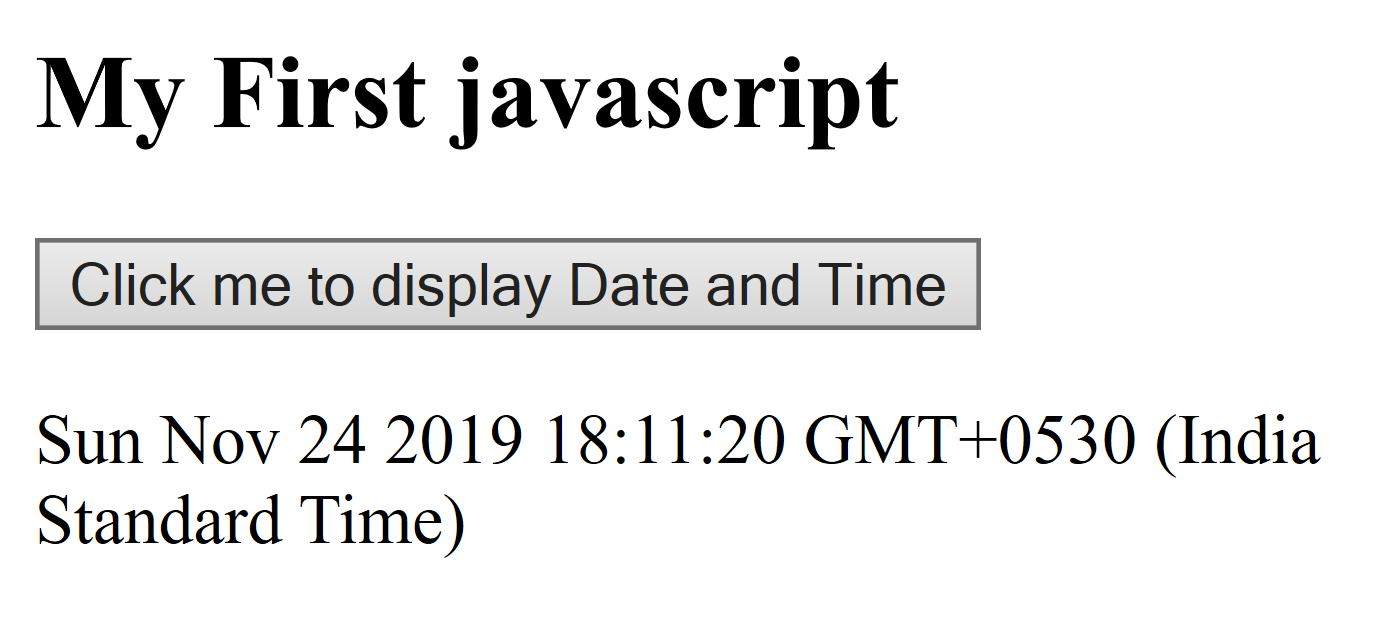 My First javascript
Click me to display Date and Time
Sun Nov 24 2019 18:11:20 GMT+0530 (India
Standard Time)